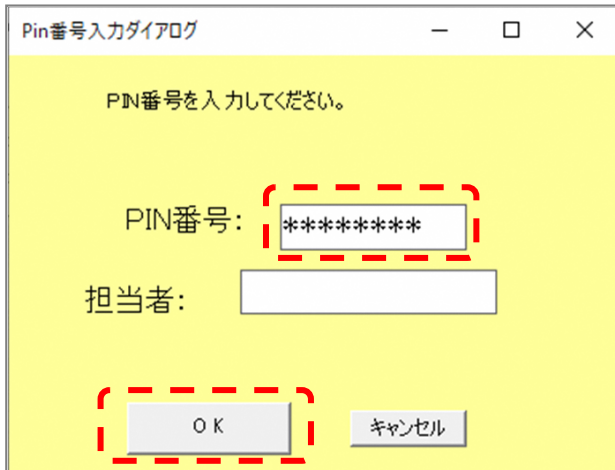 Pin番号入力ダイアログ
PIN番号を入力してください。
PIN番号:
********
担当者:
OK
キャンセル